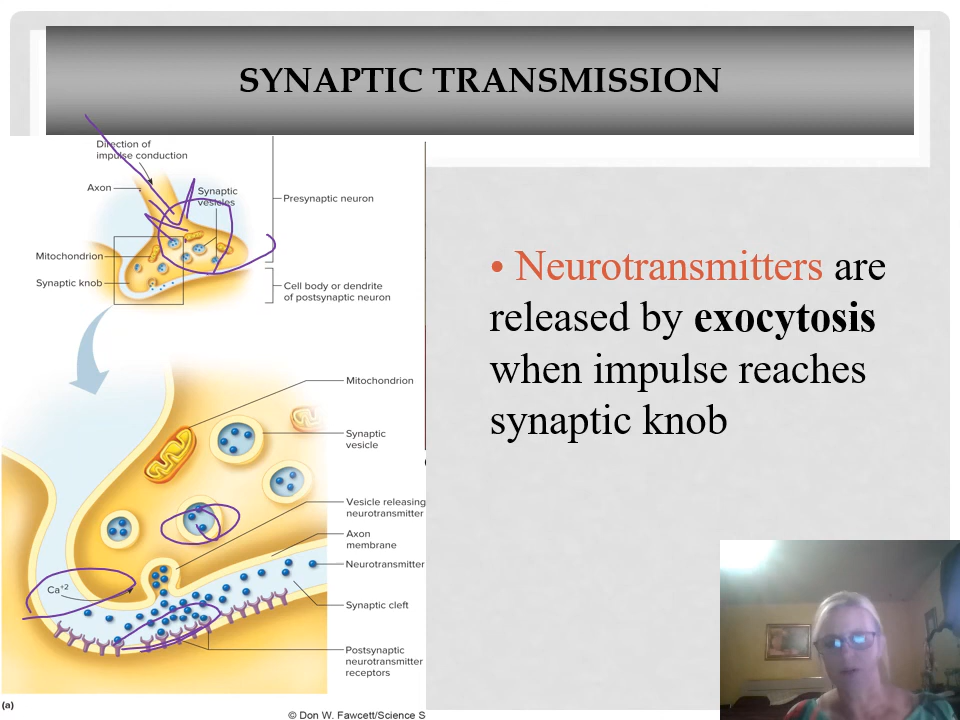 SYNAPTIC TRANSMISSION
Direction of
impulse conduction
Axon
Synaptic
vesicles
Presynaptic neuron
Mitochondrion
Synaptic knob
Cell body or dendrite
of postsynaptic neuron
• Neurotransmitters are
released by exocytosis
when impulse reaches
synaptic knob
Mitochondrion
Synaptic
vesicle
Vesicle releasing
neurotransmitter
Axon
membrane
Neurotransmitter
Ca+2
Synaptic cleft
Postsynaptic
neurotransmitter
receptors
(a)
© Don W. Fawcett/Science S